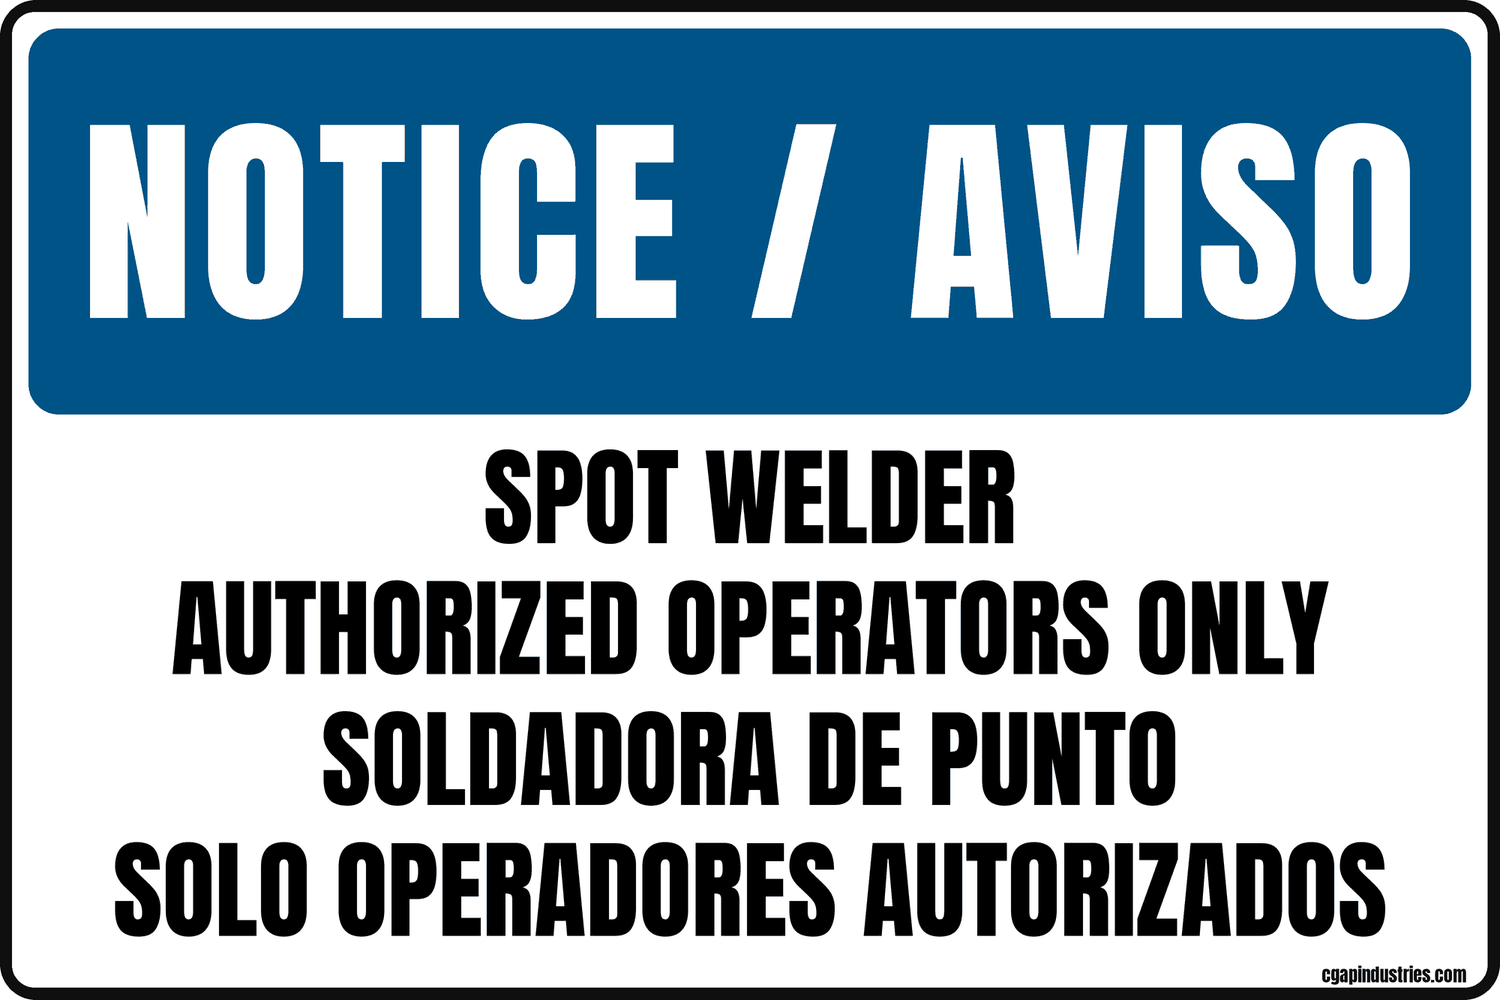 NOTICE / AVISO
SPOT WELDER
AUTHORIZED OPERATORS ONLY
SOLDADORA DE PUNTO
SOLO OPERADORES AUTORIZADOS
cgapindustries.com